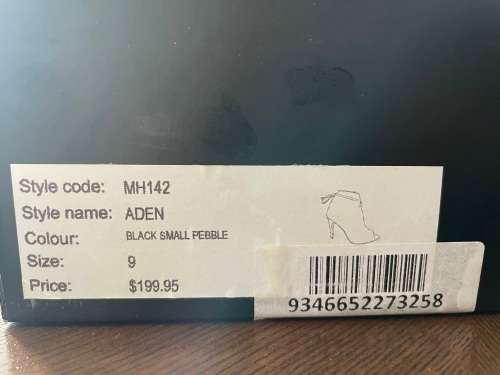 Style code: MH142
Style name: ADEN
Colour: BLACK SMALL PEBBLE
Size: 9
Price: $199.95
9346652273258